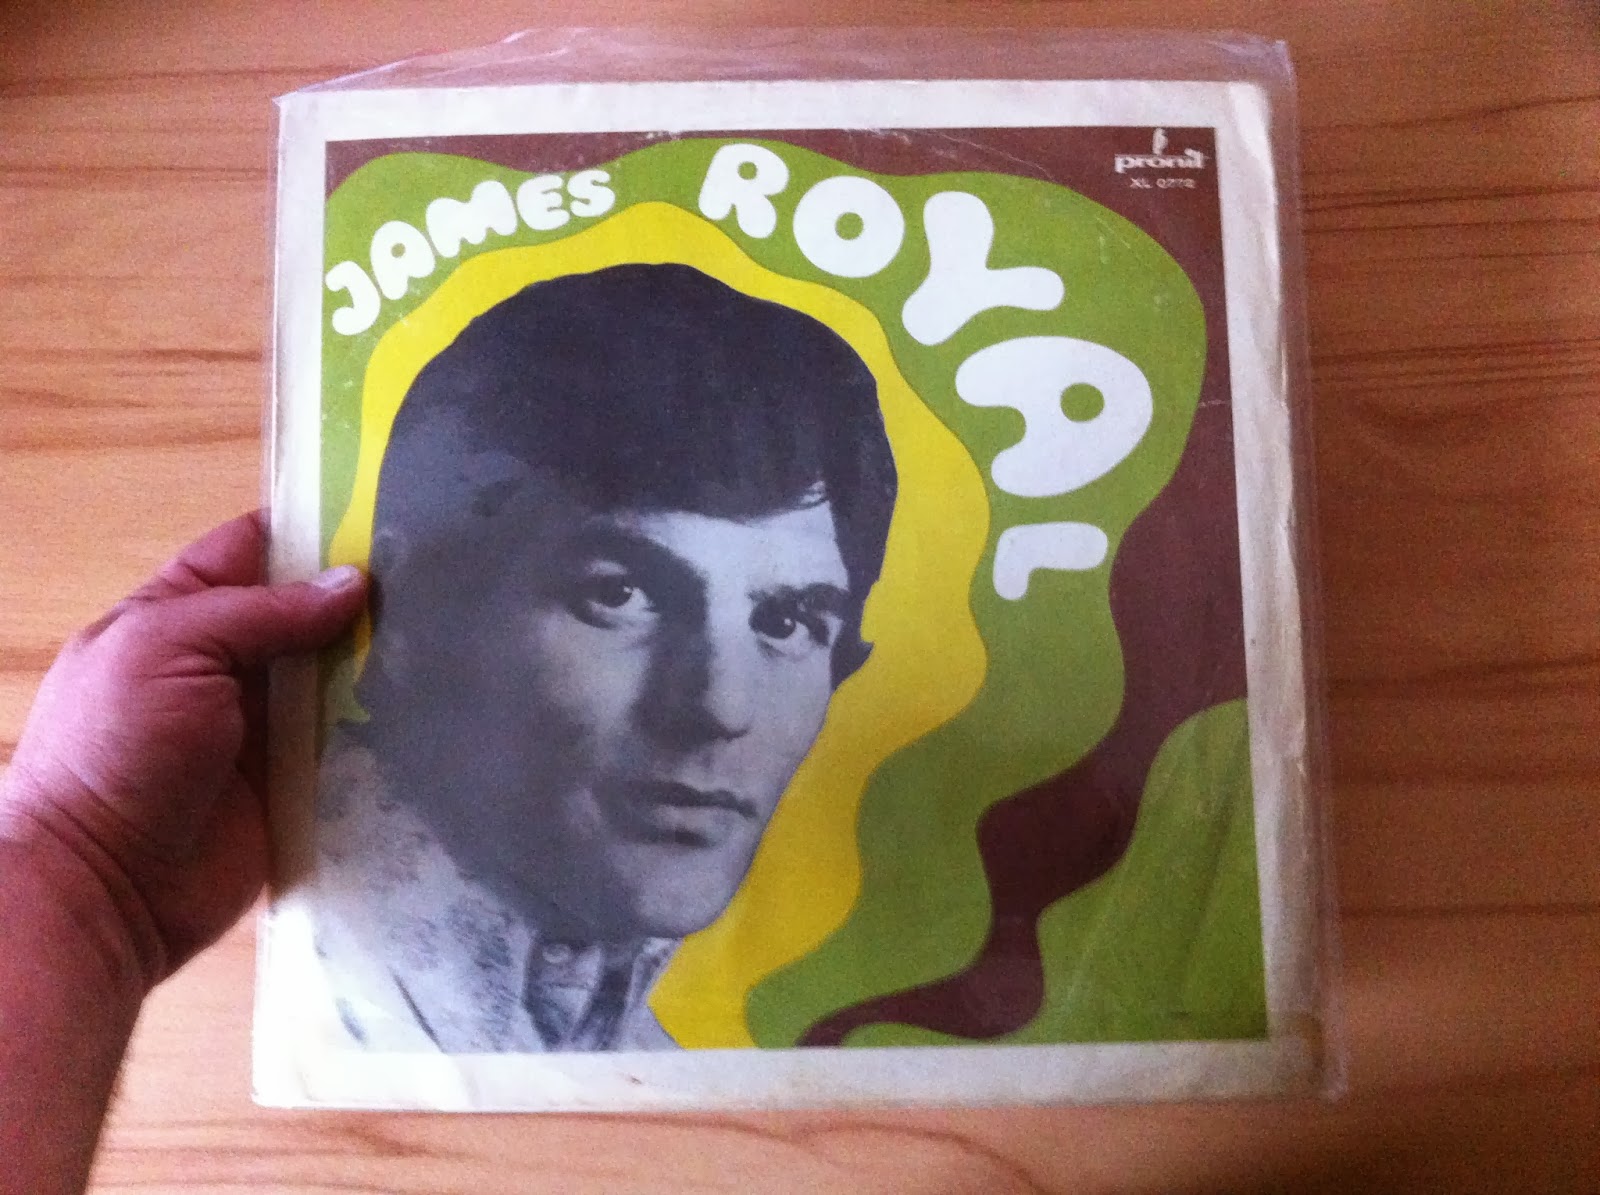 JAMES ROYAL
pronit
XL 0772